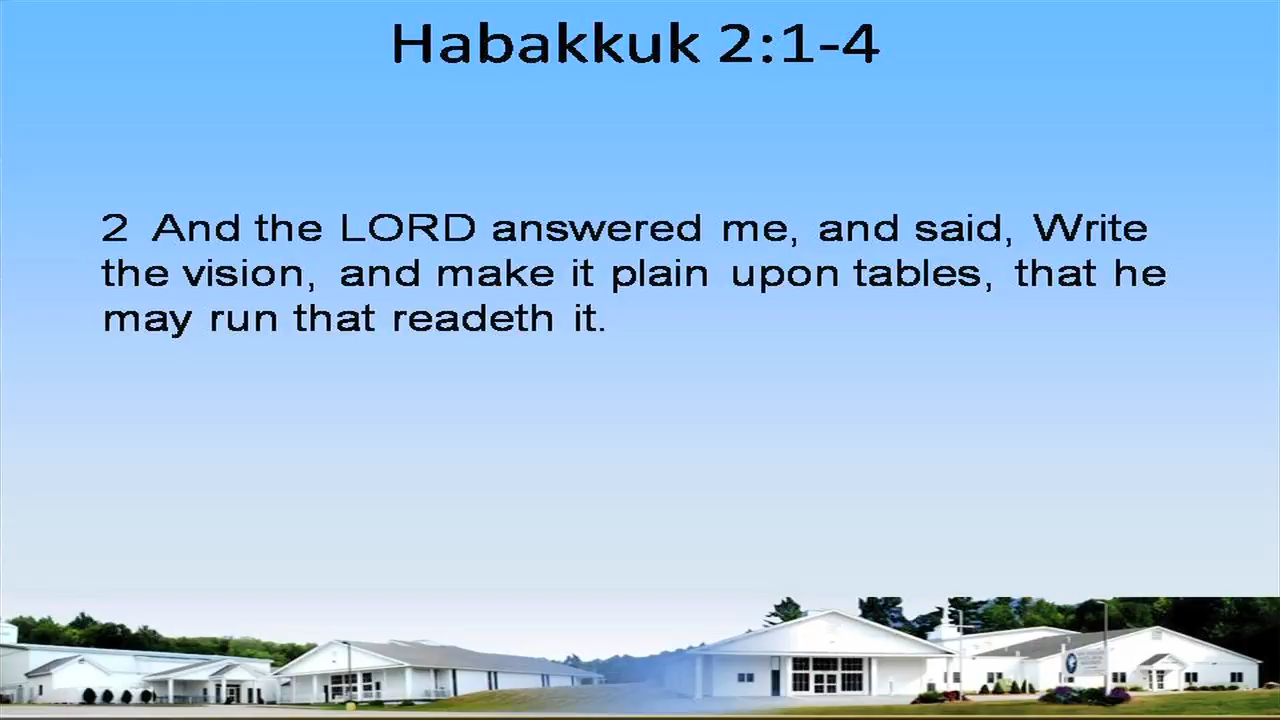 Habakkuk 2:1-4
2 And the LORD answered me, and said, Write
the vision, and make it plain upon tables, that he
may run that readeth it.